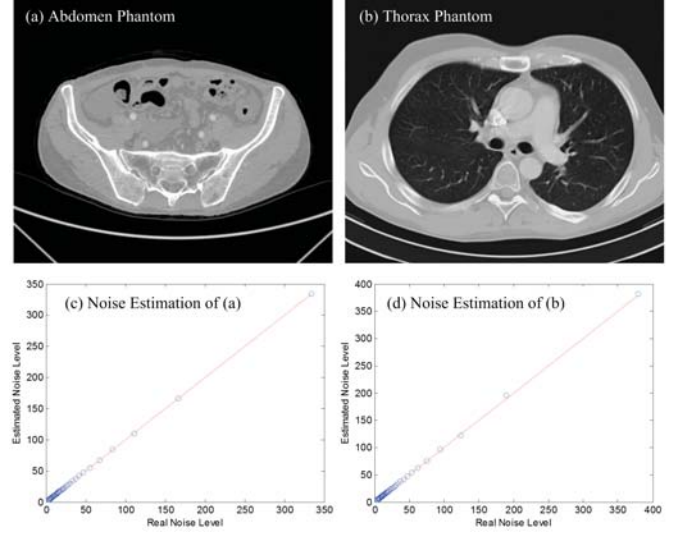 (a) Abdomen Phantom
(b) Thorax Phantom
(c) Noise Estimation of (a)
Estimated Noise Level
350
300
250
200
150
100
50
0
0 50 100 150 200 250 300 350
Real Noise Level
(d) Noise Estimation of (b)
Estimated Noise Level
400
350
300
250
200
150
100
50
0
0 50 100 150 200 250 300 350 400
Real Noise Level